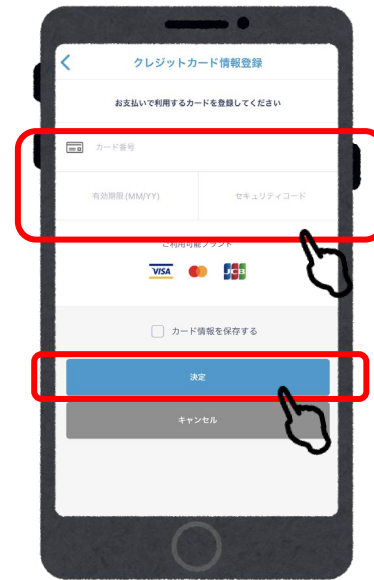 クレジットカード情報登録
お支払いで利用するカードを登録してください
カード番号
有効期限(MM/YY)
セキュリティコード
ご利用可能ブランド
VISA
JCB
カード情報を保存する
決定
キャンセル